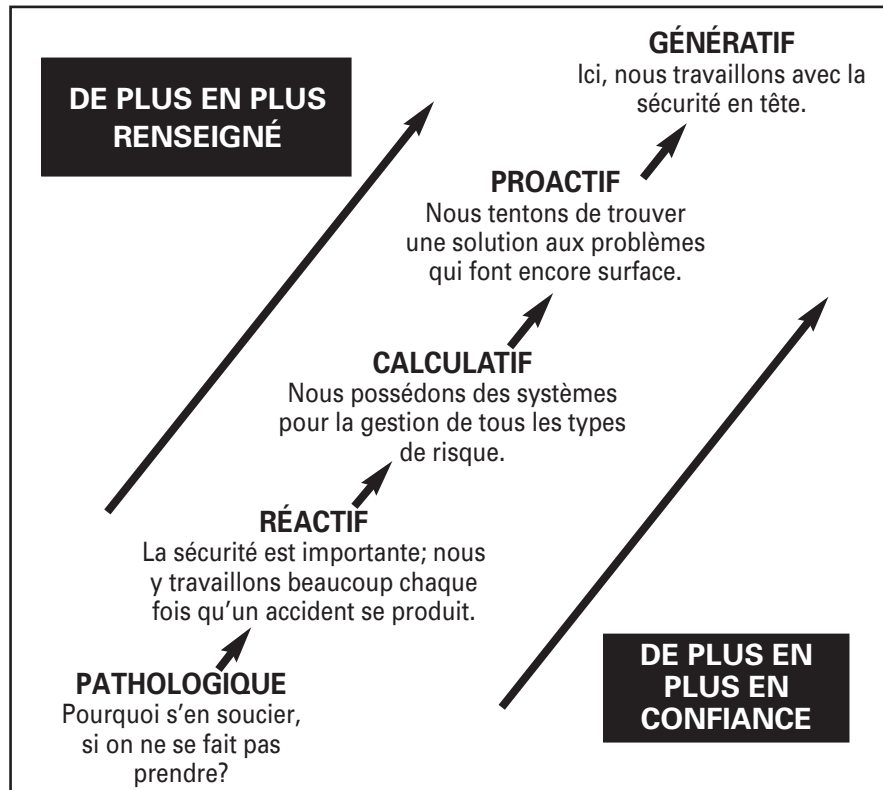 GÉNÉRATIF
Ici, nous travaillons avec la
sécurité en tête.
DE PLUS EN PLUS
RENSEIGNÉ
PROACTIF
Nous tentons de trouver
une solution aux problèmes
qui font encore surface.
CALCULATIF
Nous possédons des systèmes
pour la gestion de tous les types
de risque.
RÉACTIF
La sécurité est importante; nous
y travaillons beaucoup chaque
fois qu’un accident se produit.
PATHOLOGIQUE
Pourquoi s’en soucier,
si on ne se fait pas
prendre?
DE PLUS EN
PLUS EN
CONFIANCE